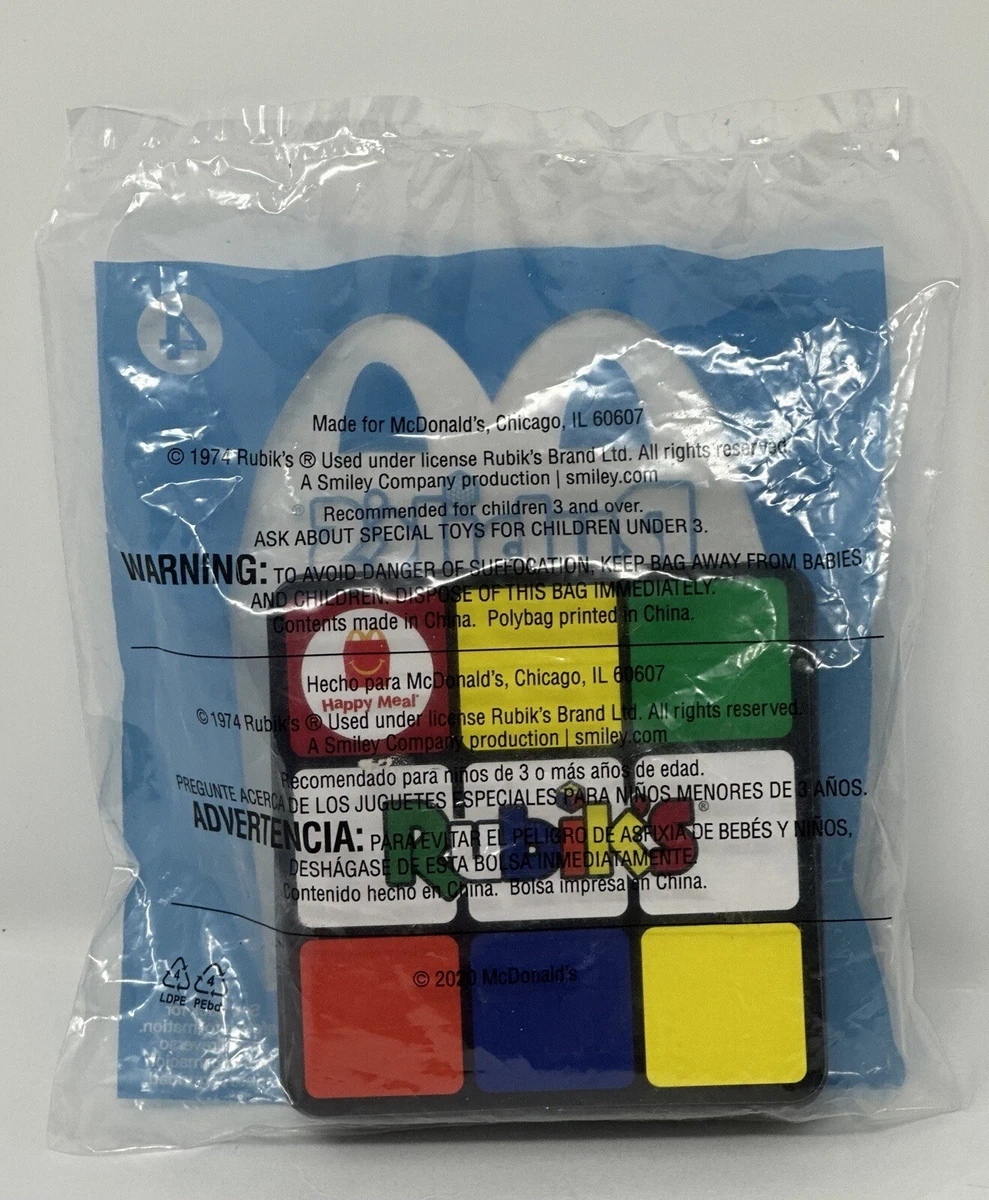 4
Made for McDonald's, Chicago, IL 60607
© 1974 Rubik's ® Used under license Rubik's Brand Ltd. All rights reserved.
A Smiley Company production | smiley.com
Recommended for children 3 and over.
ASK ABOUT SPECIAL TOYS FOR CHILDREN UNDER 3.
WARNING: TO AVOID DANGER OF SUFFOCATION, KEEP BAG AWAY FROM BABIES
AND CHILDREN. DISPOSE OF THIS BAG IMMEDIATELY.
Contents made in China. Polybag printed in China.
Happy Meal
Hecho para McDonald's, Chicago, IL 60607
© 1974 Rubik's ® Used under license Rubik's Brand Ltd. All rights reserved.
A Smiley Company production | smiley.com
Recomendado para niños de 3 o más años de edad.
PREGUNTE ACERCA DE LOS JUGUETES ESPECIALES PARA NIÑOS MENORES DE 3 AÑOS.
Rubik's®
ADVERTENCIA: PARA EVITAR EL PELIGRO DE ASFIXIA DE BEBÉS Y NIÑOS,
DESHÁGASE DE ESTA BOLSA INMEDIATAMENTE.
Contenido hecho en China. Bolsa impresa en China.
© 2020 McDonald's
4 4
LDPE PEbd